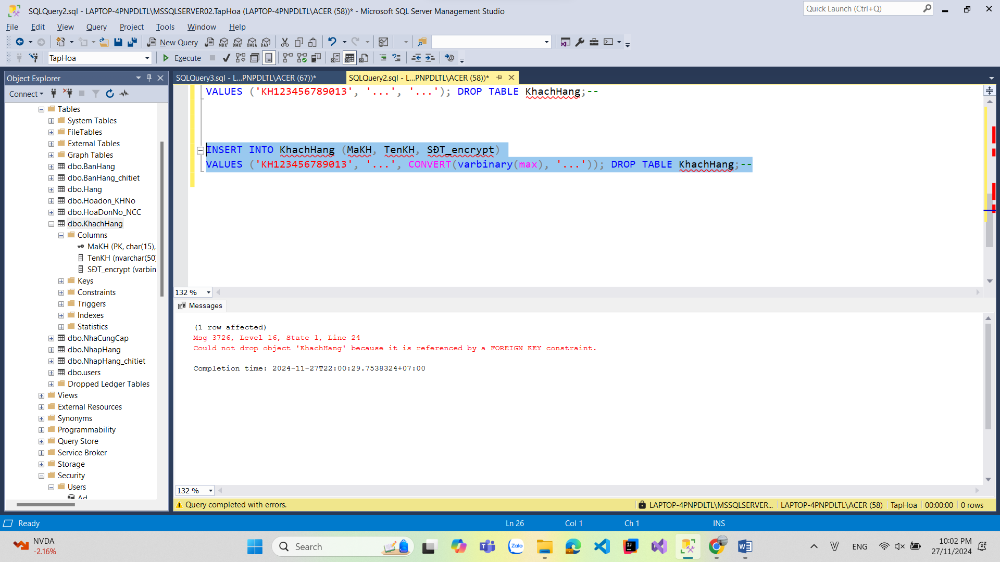 SQLQuery2.sql - LAPTOP-4PNPDLTL\MSSQLSERVER02.TapHoa (LAPTOP-4PNPDLTL\ACER (58))* - Microsoft SQL Server Management Studio
Quick Launch (Ctrl+Q)
File Edit View Query Project Tools Window Help
New Query MDX DMX XMLA DAX
TapHoa Execute
Object Explorer
Connect
Tables
System Tables
FileTables
External Tables
Graph Tables
dbo.BanHang
dbo.BanHang_chitiet
dbo.Hang
dbo.Hoadon_KHNo
dbo.HoaDonNo_NCC
dbo.KhachHang
Columns
MaKH (PK, char(15),
TenKH (nvarchar(50)
SĐT_encrypt (varbin
Keys
Constraints
Triggers
Indexes
Statistics
dbo.NhaCungCap
dbo.NhapHang
dbo.NhapHang_chitiet
dbo.users
Dropped Ledger Tables
Views
External Resources
Synonyms
Programmability
Query Store
Service Broker
Storage
Security
Users
Ad
SQLQuery3.sql - L...PNPDLTL\ACER (67))*
SQLQuery2.sql - L...PNPDLTL\ACER (58))*
VALUES ('KH123456789013', '...', '...'); DROP TABLE KhachHang;--
INSERT INTO KhachHang (MaKH, TenKH, SĐT_encrypt)
VALUES ('KH123456789013', '...', CONVERT(varbinary(max), '...')); DROP TABLE KhachHang;--
132 %
Messages
(1 row affected)
Msg 3726, Level 16, State 1, Line 24
Could not drop object 'KhachHang' because it is referenced by a FOREIGN KEY constraint.
Completion time: 2024-11-27T22:00:29.7538324+07:00
132 %
Query completed with errors.
LAPTOP-4PNPDLTL\MSSQLSERVER... LAPTOP-4PNPDLTL\ACER (58) TapHoa 00:00:00 0 rows
Ready Ln 26 Col 1 Ch 1 INS
NVDA
-2.16%
Search
Zalo
ENG
10:02 PM
27/11/2024